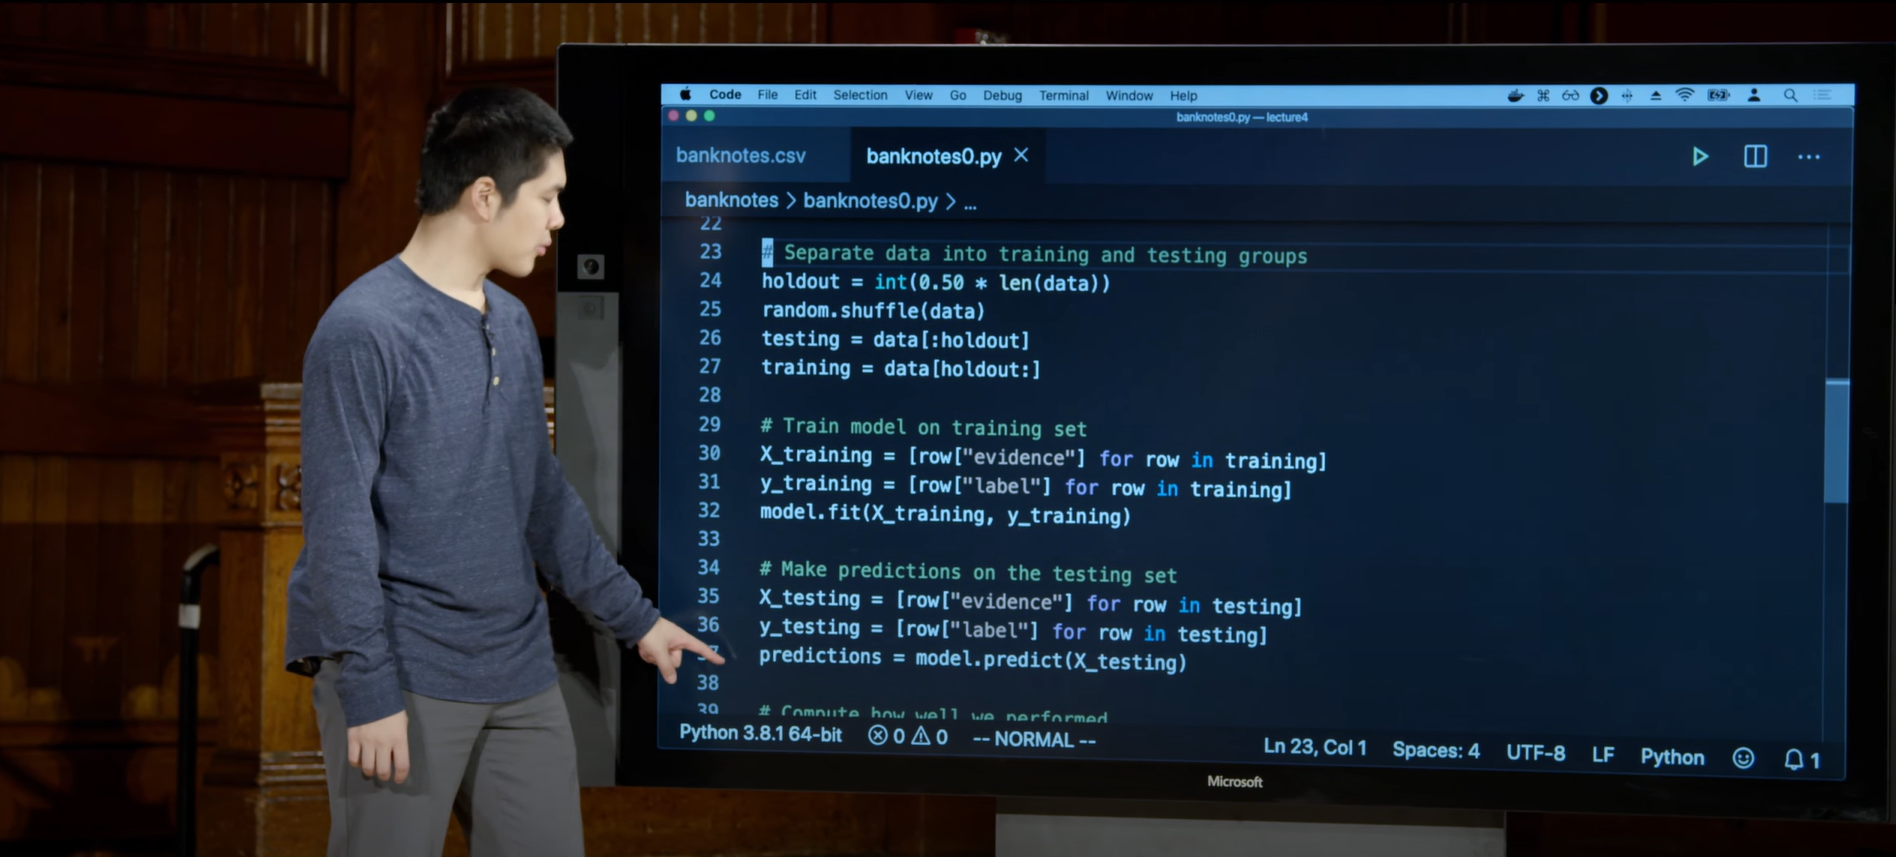 Code File Edit Selection View Go Debug Terminal Window Help
banknotes0.py — lecture4
banknotes.csv banknotes0.py
banknotes > banknotes0.py > ...
22
23 # Separate data into training and testing groups
24 holdout = int(0.50 * len(data))
25 random.shuffle(data)
26 testing = data[:holdout]
27 training = data[holdout:]
28
29 # Train model on training set
30 X_training = [row["evidence"] for row in training]
31 y_training = [row["label"] for row in training]
32 model.fit(X_training, y_training)
33
34 # Make predictions on the testing set
35 X_testing = [row["evidence"] for row in testing]
36 y_testing = [row["label"] for row in testing]
37 predictions = model.predict(X_testing)
38
39 # Compute how well we performed
Python 3.8.1 64-bit 0 0 -- NORMAL -- Ln 23, Col 1 Spaces: 4 UTF-8 LF Python 1
Microsoft